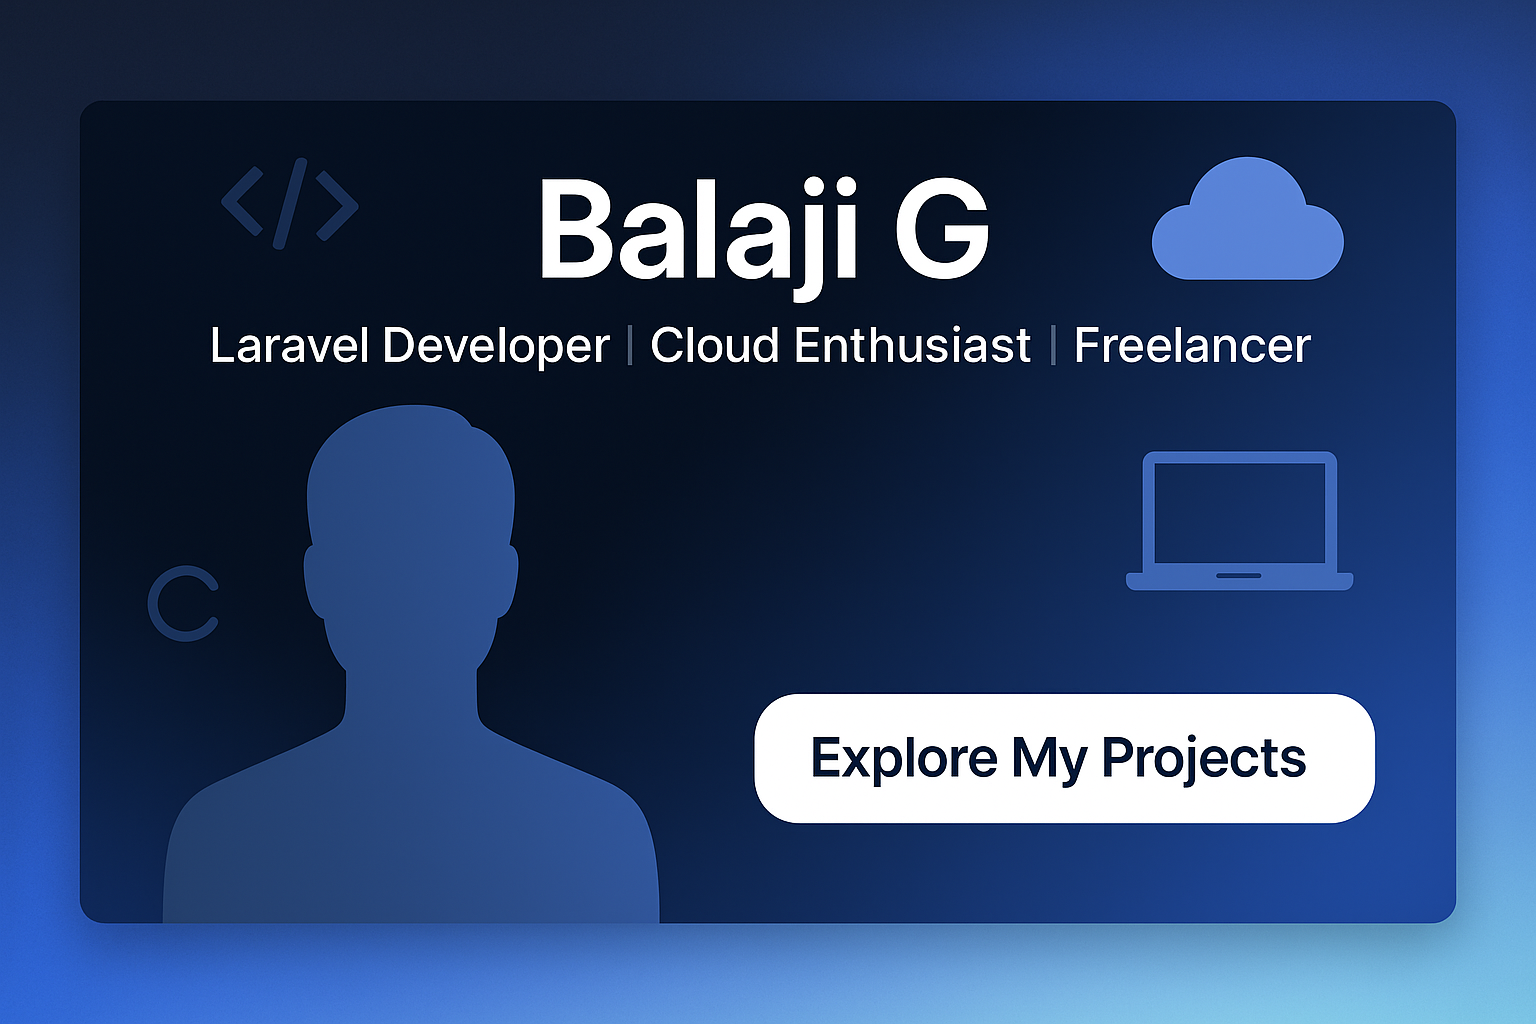 </>
Balaji G
Laravel Developer | Cloud Enthusiast | Freelancer
C
Explore My Projects